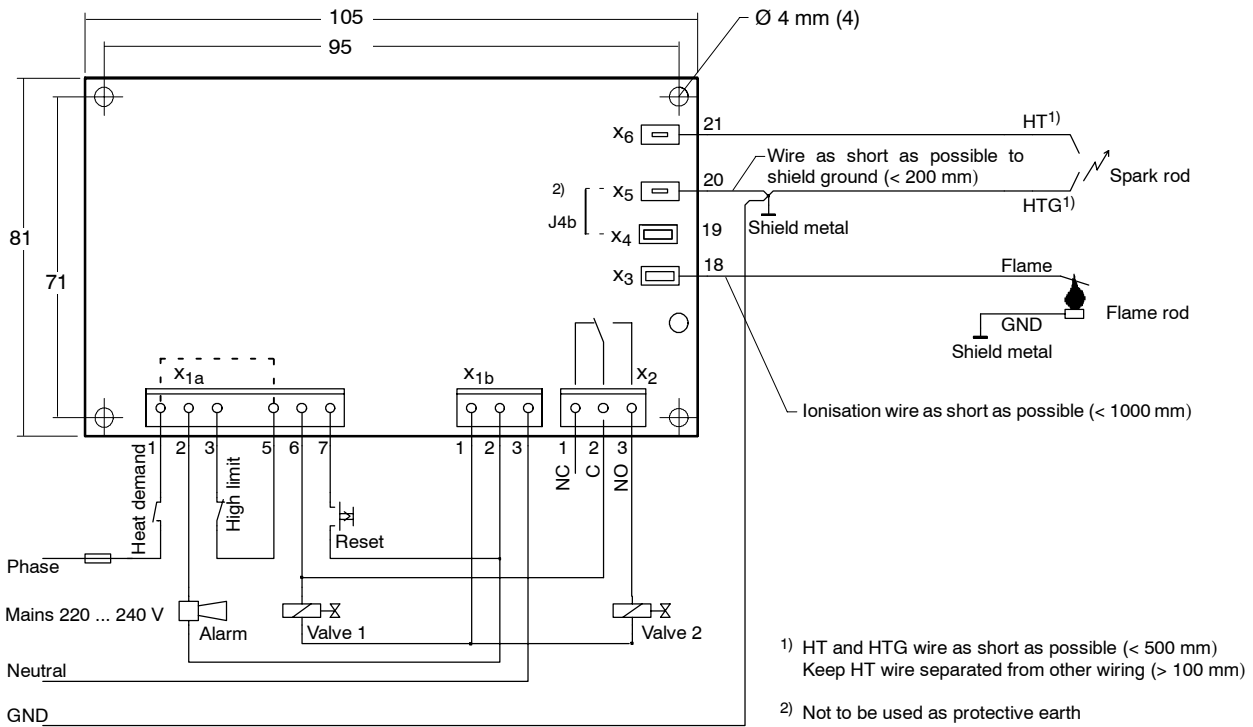 105
95
Ø 4 mm (4)
81
71
x6
21
HT1)
Wire as short as possible to
shield ground (< 200 mm)
Spark rod
2)
x5
20
HTG1)
J4b
Shield metal
x4
19
x3
18
Flame
Flame rod
GND
Shield metal
x1a
x1b
x2
Ionisation wire as short as possible (< 1000 mm)
1 2 3 5 6 7
1 2 3
1 2 3
NC
C
NO
Heat demand
High limit
Reset
Phase
Mains 220 ... 240 V
Alarm
Valve 1
Valve 2
Neutral
GND
1) HT and HTG wire as short as possible (< 500 mm)
Keep HT wire separated from other wiring (> 100 mm)
2) Not to be used as protective earth